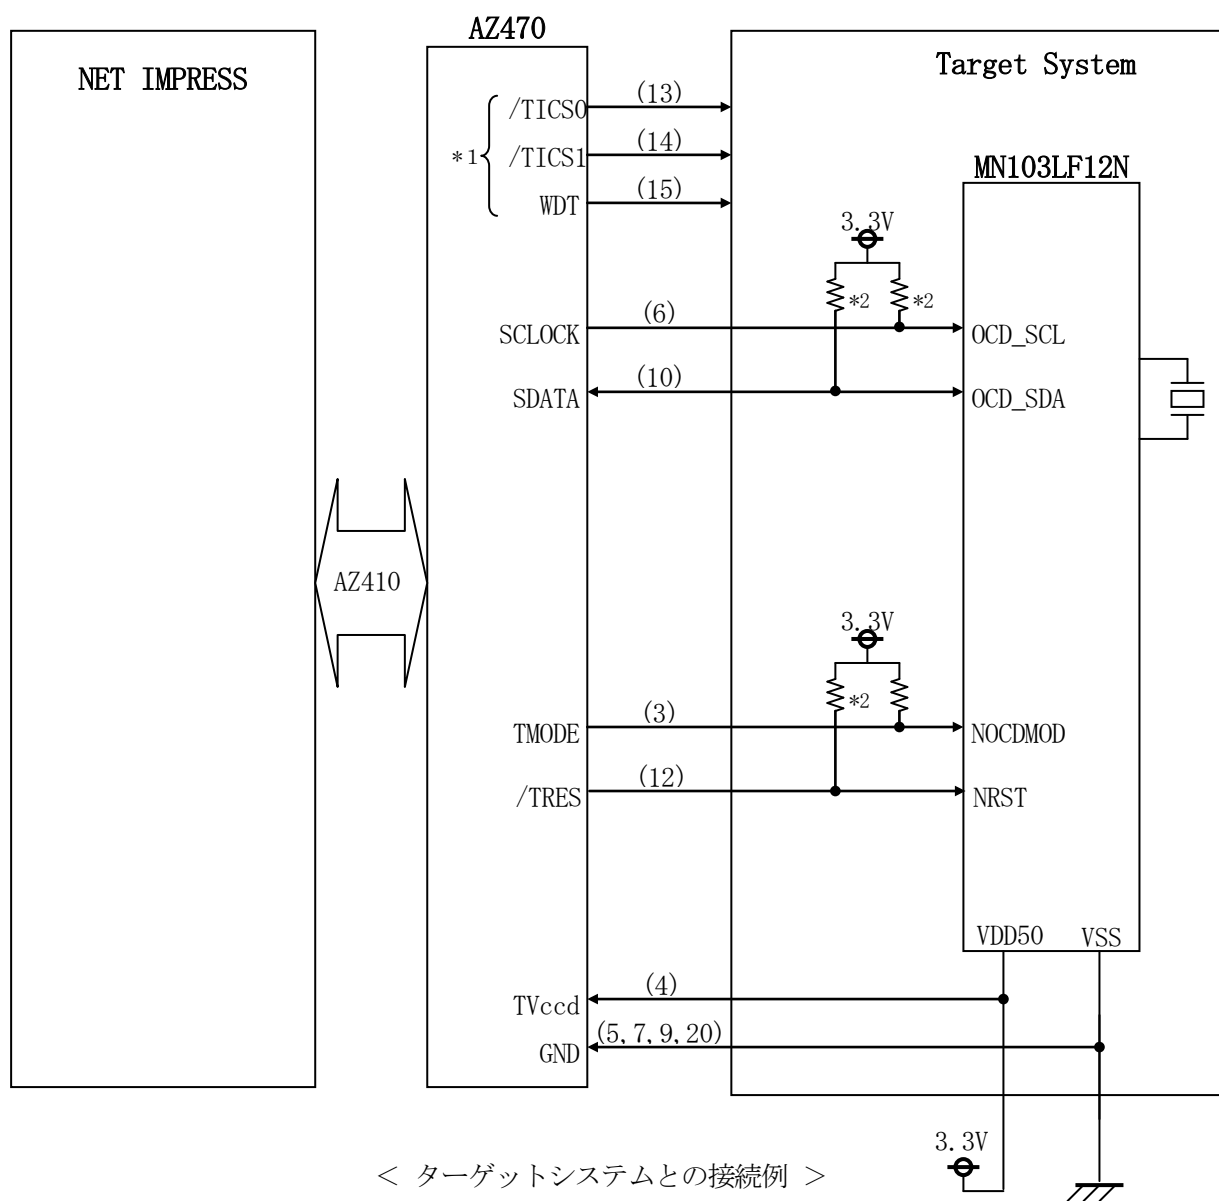 AZ470
NET IMPRESS
Target System
/TICS0
(13)
*1
/TICS1
(14)
MN103LF12N
WDT
(15)
3.3V
*2
*2
SCLOCK
(6)
OCD_SCL
SDATA
(10)
OCD_SDA
AZ410
3.3V
*2
TMODE
(3)
NOCDMOD
/TRES
(12)
NRST
VDD50
VSS
TVccd
(4)
GND
(5,7,9,20)
3.3V
< ターゲットシステムとの接続例 >